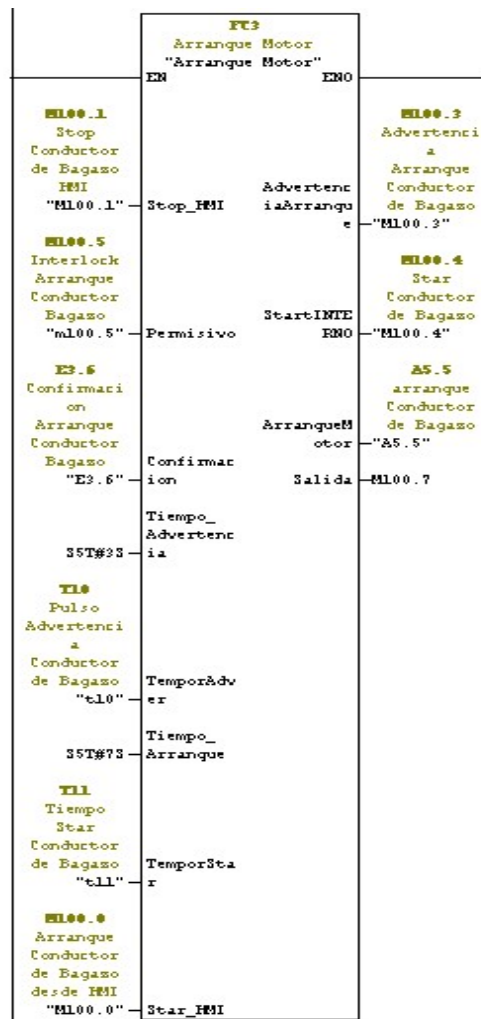 FC3
Arranque Motor
"Arranque Motor"
EN ENO
M100.1
Stop
Conductor
de Bagazo
HMI
"M100.1" Stop_HMI
M100.3
Advertenci
a
Arranque
Conductor
de Bagazo
Advertenc
iaArranqu
e "M100.3"
M100.5
Interlock
Arranque
Conductor
Bagazo
"m100.5" Permisivo
M100.4
Star
Conductor
de Bagazo
StartINTE
RNO "M100.4"
E3.6
Confirmaci
on
Arranque
Conductor
Bagazo
"E3.6" Confirmac
ion
A5.5
arranque
Conductor
de Bagazo
ArranqueM
otor "A5.5"
Salida M100.7
S5T#3S Tiempo_
Advertenc
ia
T10
Pulso
Advertenci
a
Conductor
de Bagazo
"t10" TemporAdv
er
S5T#7S Tiempo_
Arranque
T11
Tiempo
Star
Conductor
de Bagazo
"t11" TemporSta
r
M100.0
Arranque
Conductor
de Bagazo
desde HMI
"M100.0" Star_HMI